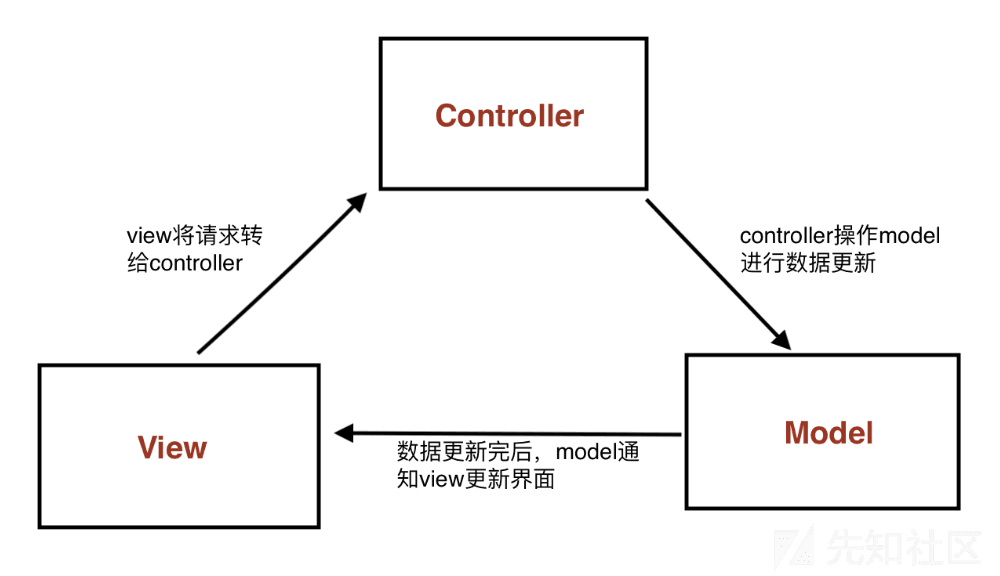 Controller
view将请求转
给controller
controller操作model
进行数据更新
View
Model
数据更新完后，model通
知view更新界面
先知社区